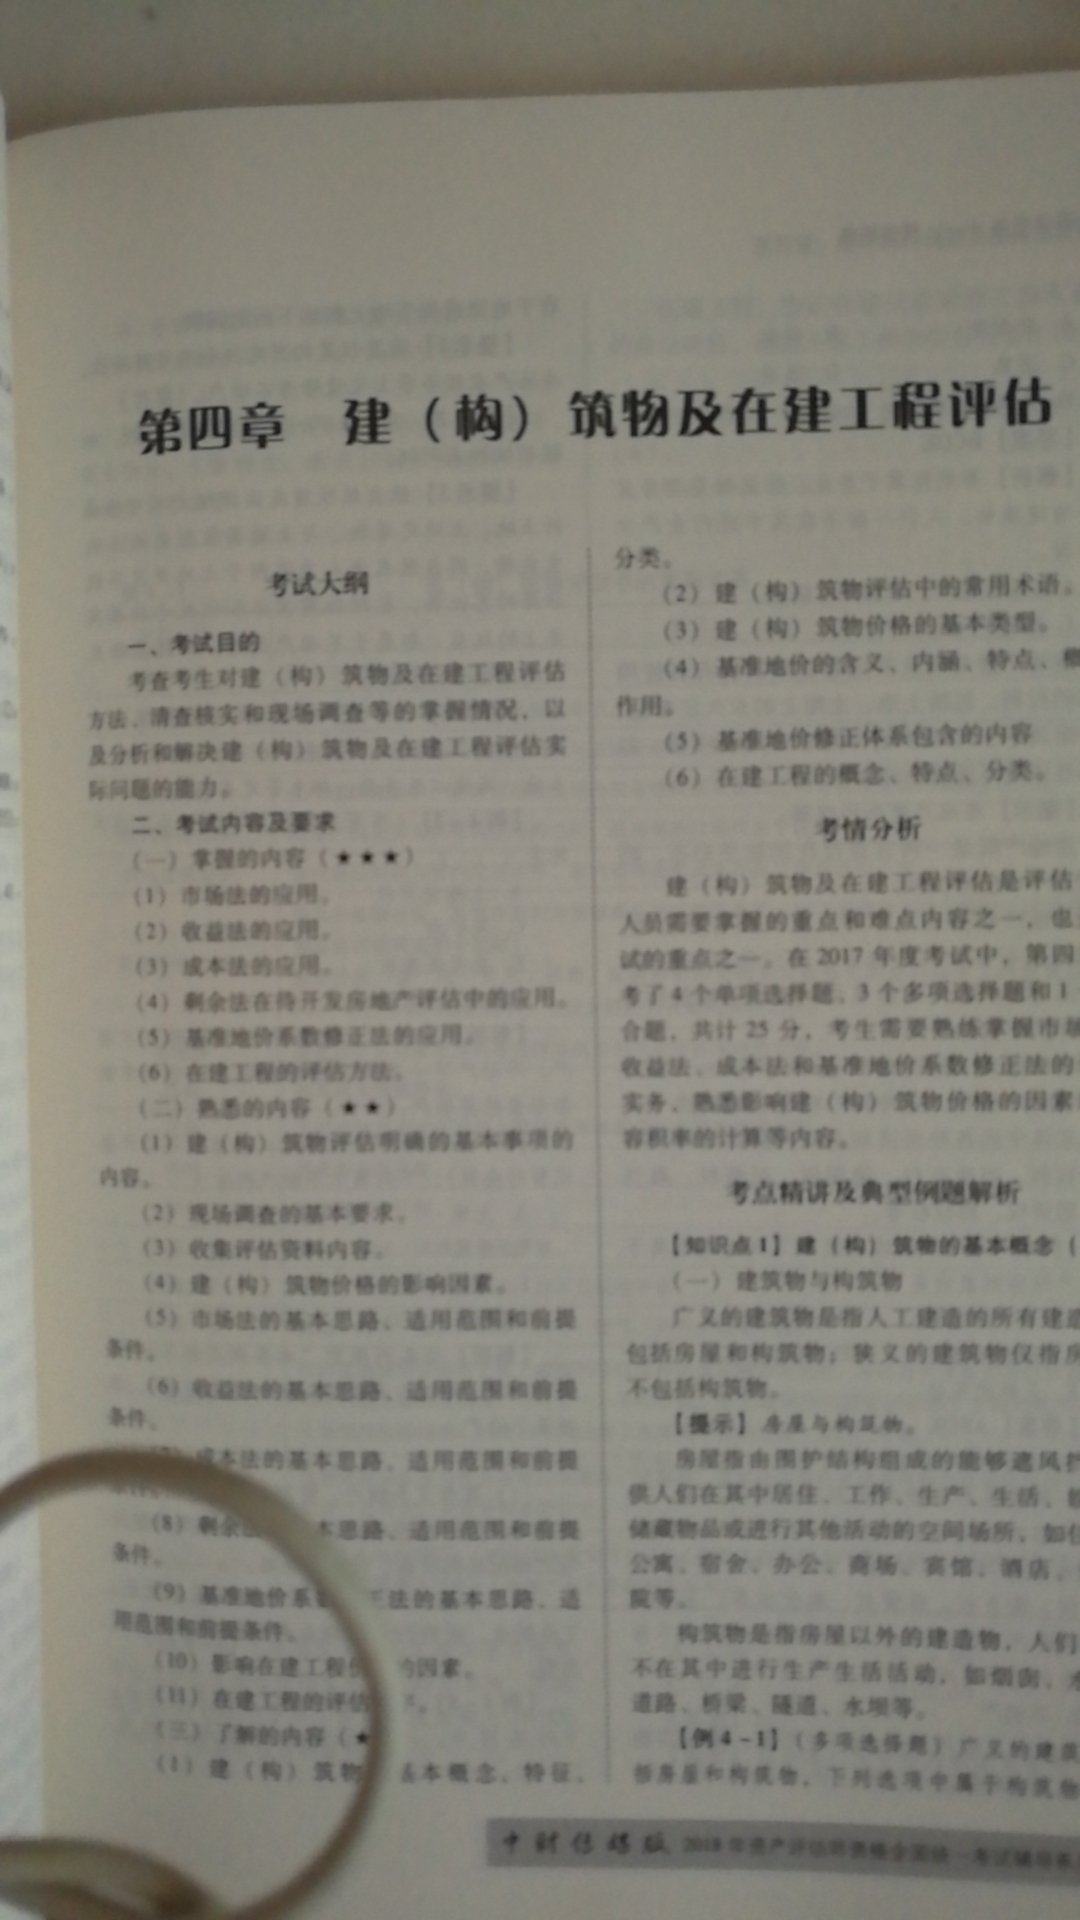 第四章 建（构）筑物及在建工程评估
考试大纲
一、考试目的
考查考生对建（构）筑物及在建工程评估
方法、清查核实和现场调查等的掌握情况，以
及分析和解决建（构）筑物及在建工程评估实
际问题的能力。
二、考试内容及要求
（一）掌握的内容（★★★）
（1）市场法的应用。
（2）收益法的应用。
（3）成本法的应用。
（4）剩余法在待开发房地产评估中的应用。
（5）基准地价系数修正法的应用。
（6）在建工程的评估方法。
（二）熟悉的内容（★★）
（1）建（构）筑物评估明确的基本事项的
内容。
（2）现场调查的基本要求。
（3）收集评估资料内容。
（4）建（构）筑物价格的影响因素。
（5）市场法的基本思路、适用范围和前提
条件。
（6）收益法的基本思路、适用范围和前提
条件。
成本法的基本思路、适用范围和前提
（8）剩余法 本思路、适用范围和前提
条件。
（9）基准地价系 正法的基本思路、适
用范围和前提条件。
（10）影响在建工程 的因素。
（11）在建工程的评估
（三）了解的内容（★
（1）建（构）筑物 基本概念、特征、
分类。
（2）建（构）筑物评估中的常用术语。
（3）建（构）筑物价格的基本类型。
（4）基准地价的含义、内涵、特点、
作用。
（5）基准地价修正体系包含的内容
（6）在建工程的概念、特点、分类。
考情分析
建（构）筑物及在建工程评估是评估
人员需要掌握的重点和难点内容之一，也
试的重点之一。在 2017 年度考试中，第四
考了 4 个单项选择题、3 个多项选择题和 1
合题，共计 25 分，考生需要熟练掌握市场
收益法、成本法和基准地价系数修正法的
实务，熟悉影响建（构）筑物价格的因素
容积率的计算等内容。
考点精讲及典型例题解析
【知识点1】建（构）筑物的基本概念（
（一）建筑物与构筑物
广义的建筑物是指人工建造的所有建造
包括房屋和构筑物；狭义的建筑物仅指房
不包括构筑物。
【提示】房屋与构筑物。
房屋指由围护结构组成的能够遮风挡
供人们在其中居住、工作、生产、生活、
储藏物品或进行其他活动的空间场所，如住
公寓、宿舍、办公、商场、宾馆、酒店、
院等。
构筑物是指房屋以外的建造物，人们
不在其中进行生产生活活动，如烟囱、水
道路、桥梁、隧道、水坝等。
【例4-1】（多项选择题）广义的建筑
括房屋和构筑物，下列选项中属于构筑物
中财传媒版 2018 年资产评估师资格全国统一考试辅导